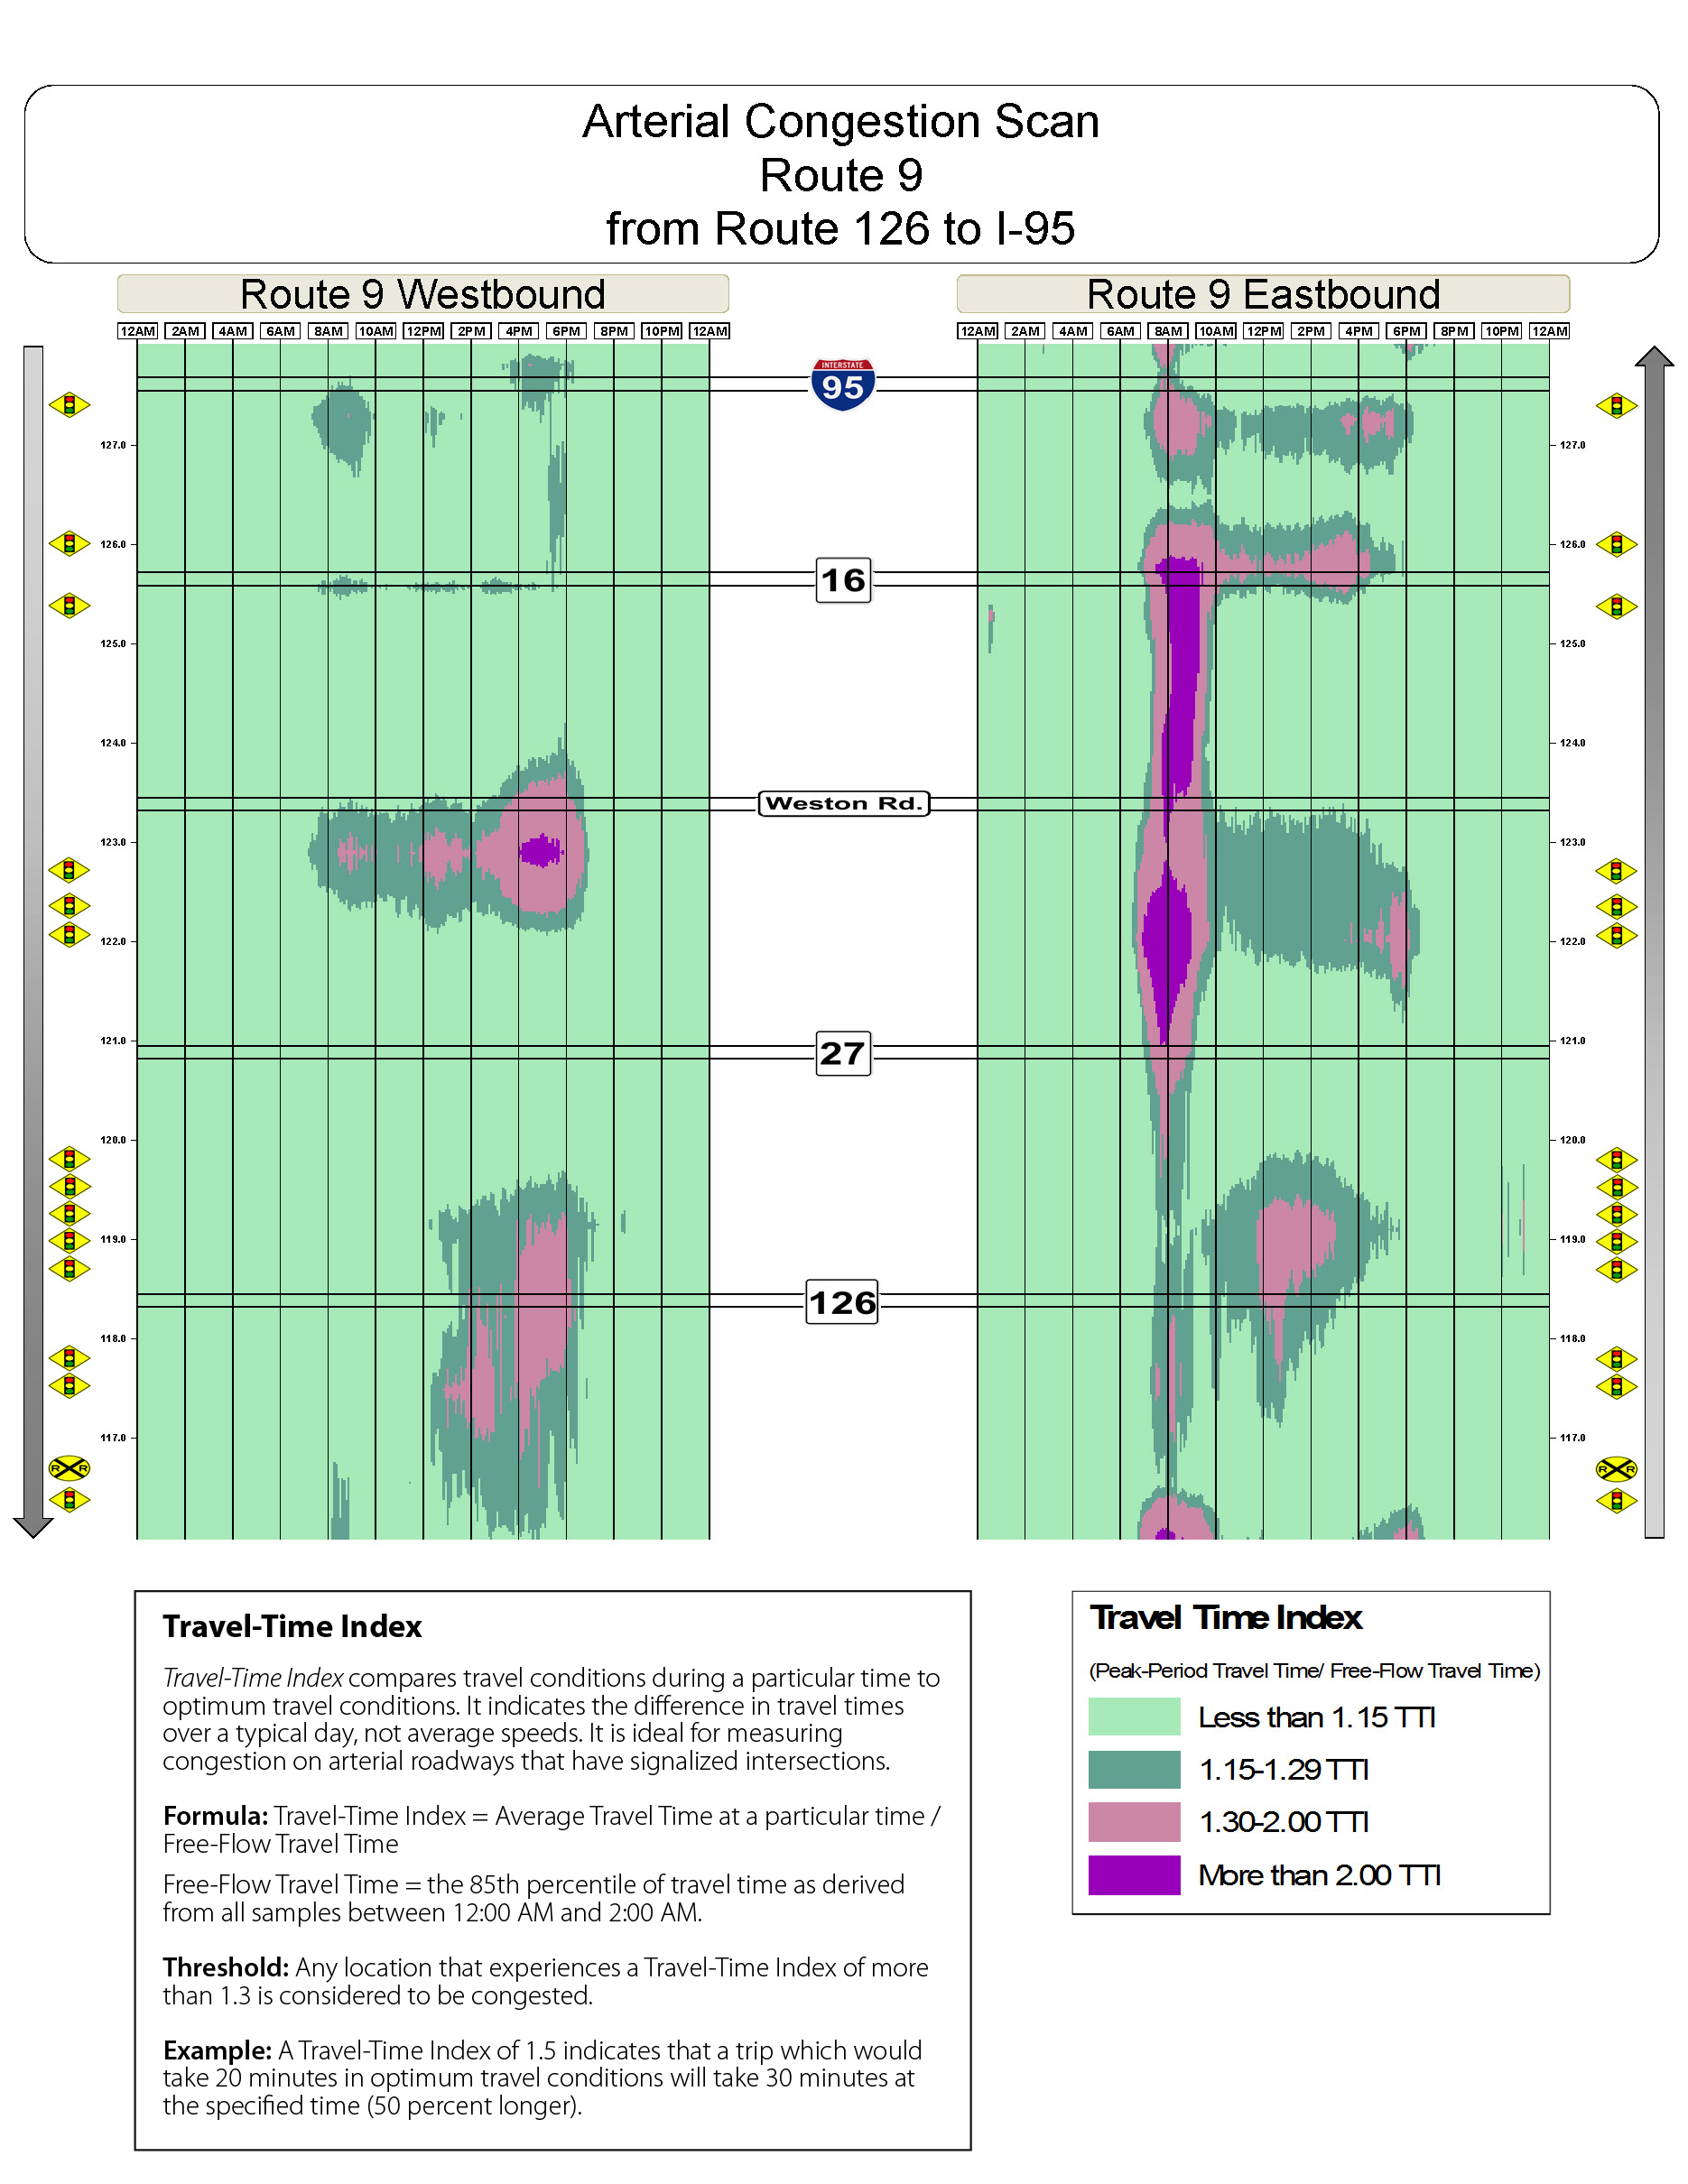 Arterial Congestion Scan
Route 9
from Route 126 to I-95
Route 9 Westbound
Route 9 Eastbound
12AM 2AM 4AM 6AM 8AM 10AM 12PM 2PM 4PM 6PM 8PM 10PM 12AM
12AM 2AM 4AM 6AM 8AM 10AM 12PM 2PM 4PM 6PM 8PM 10PM 12AM
INTERSTATE
95
127.0 127.0
126.0 126.0
16
125.0 125.0
124.0 124.0
Weston Rd.
123.0 123.0
122.0 122.0
121.0 121.0
27
120.0 120.0
119.0 119.0
126
118.0 118.0
117.0 117.0
R R
R R
Travel-Time Index
Travel-Time Index compares travel conditions during a particular time to
optimum travel conditions. It indicates the difference in travel times
over a typical day, not average speeds. It is ideal for measuring
congestion on arterial roadways that have signalized intersections.
Formula: Travel-Time Index = Average Travel Time at a particular time /
Free-Flow Travel Time
Free-Flow Travel Time = the 85th percentile of travel time as derived
from all samples between 12:00 AM and 2:00 AM.
Threshold: Any location that experiences a Travel-Time Index of more
than 1.3 is considered to be congested.
Example: A Travel-Time Index of 1.5 indicates that a trip which would
take 20 minutes in optimum travel conditions will take 30 minutes at
the specified time (50 percent longer).
Travel Time Index
(Peak-Period Travel Time/ Free-Flow Travel Time)
Less than 1.15 TTI
1.15-1.29 TTI
1.30-2.00 TTI
More than 2.00 TTI